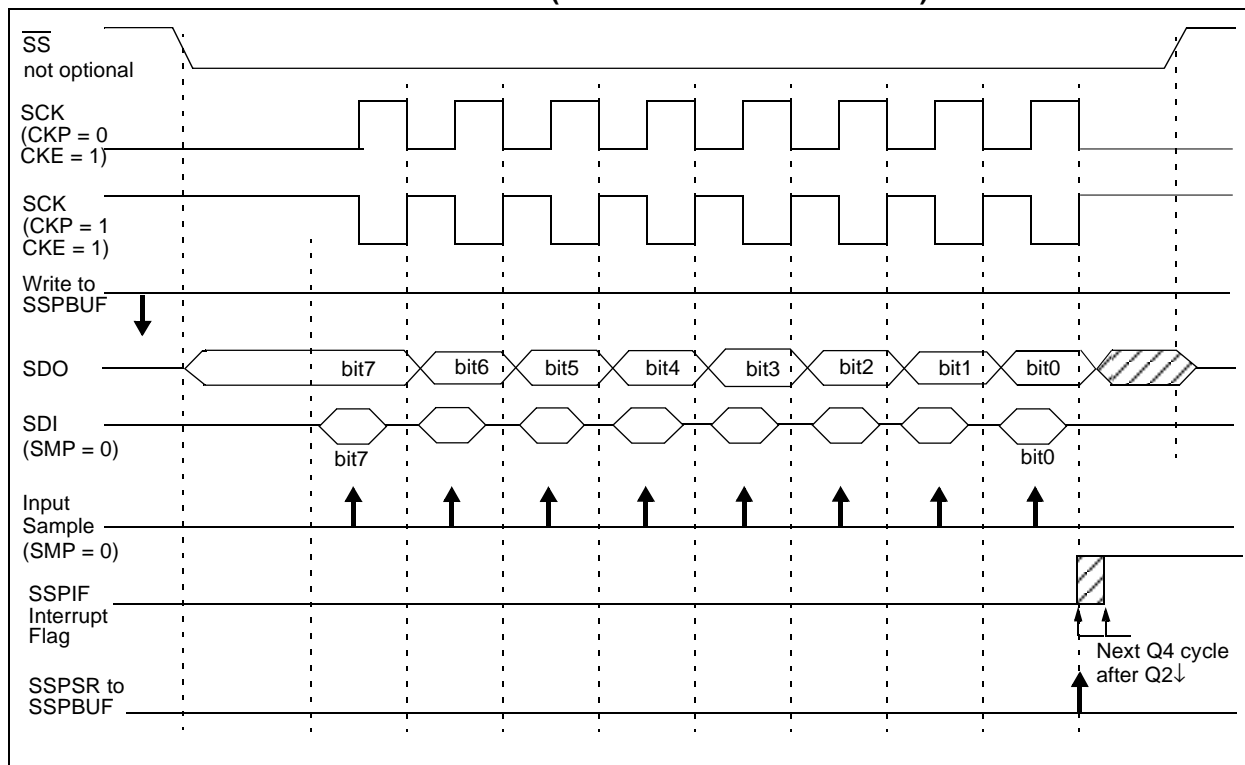 SS
not optional
SCK
(CKP = 0
CKE = 1)
SCK
(CKP = 1
CKE = 1)
Write to
SSPBUF
SDO
bit7 bit6 bit5 bit4 bit3 bit2 bit1 bit0
SDI
(SMP = 0)
bit7 bit0
Input
Sample
(SMP = 0)
SSPIF
Interrupt
Flag
Next Q4 cycle
after Q2↓
SSPSR to
SSPBUF